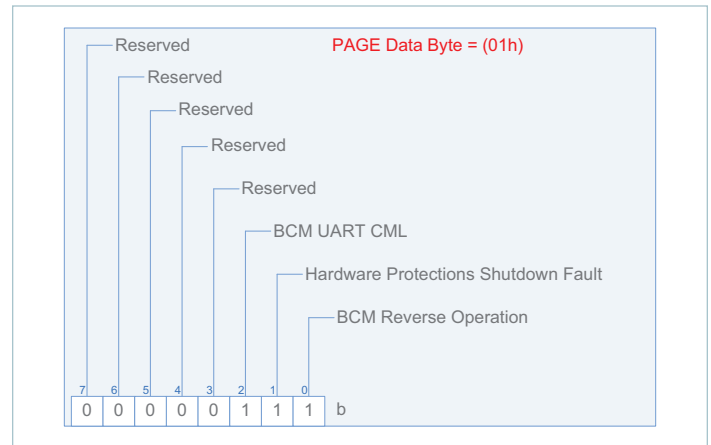 Reserved PAGE Data Byte = (01h)
Reserved
Reserved
Reserved
Reserved
BCM UART CML
Hardware Protections Shutdown Fault
BCM Reverse Operation
7 6 5 4 3 2 1 0
0 0 0 0 0 1 1 1 b